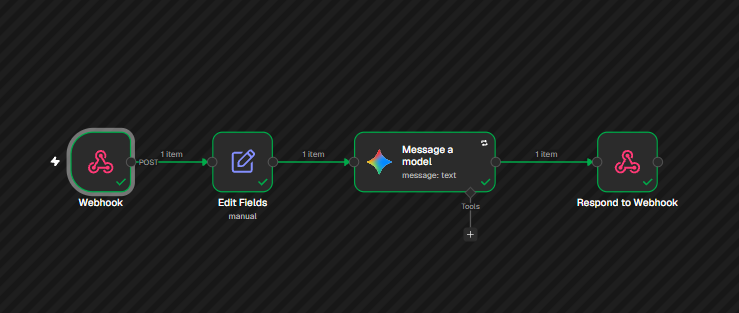 POST
1 item
1 item
1 item
Message a
model
message: text
Tools
+
Webhook
Edit Fields
manual
Respond to Webhook